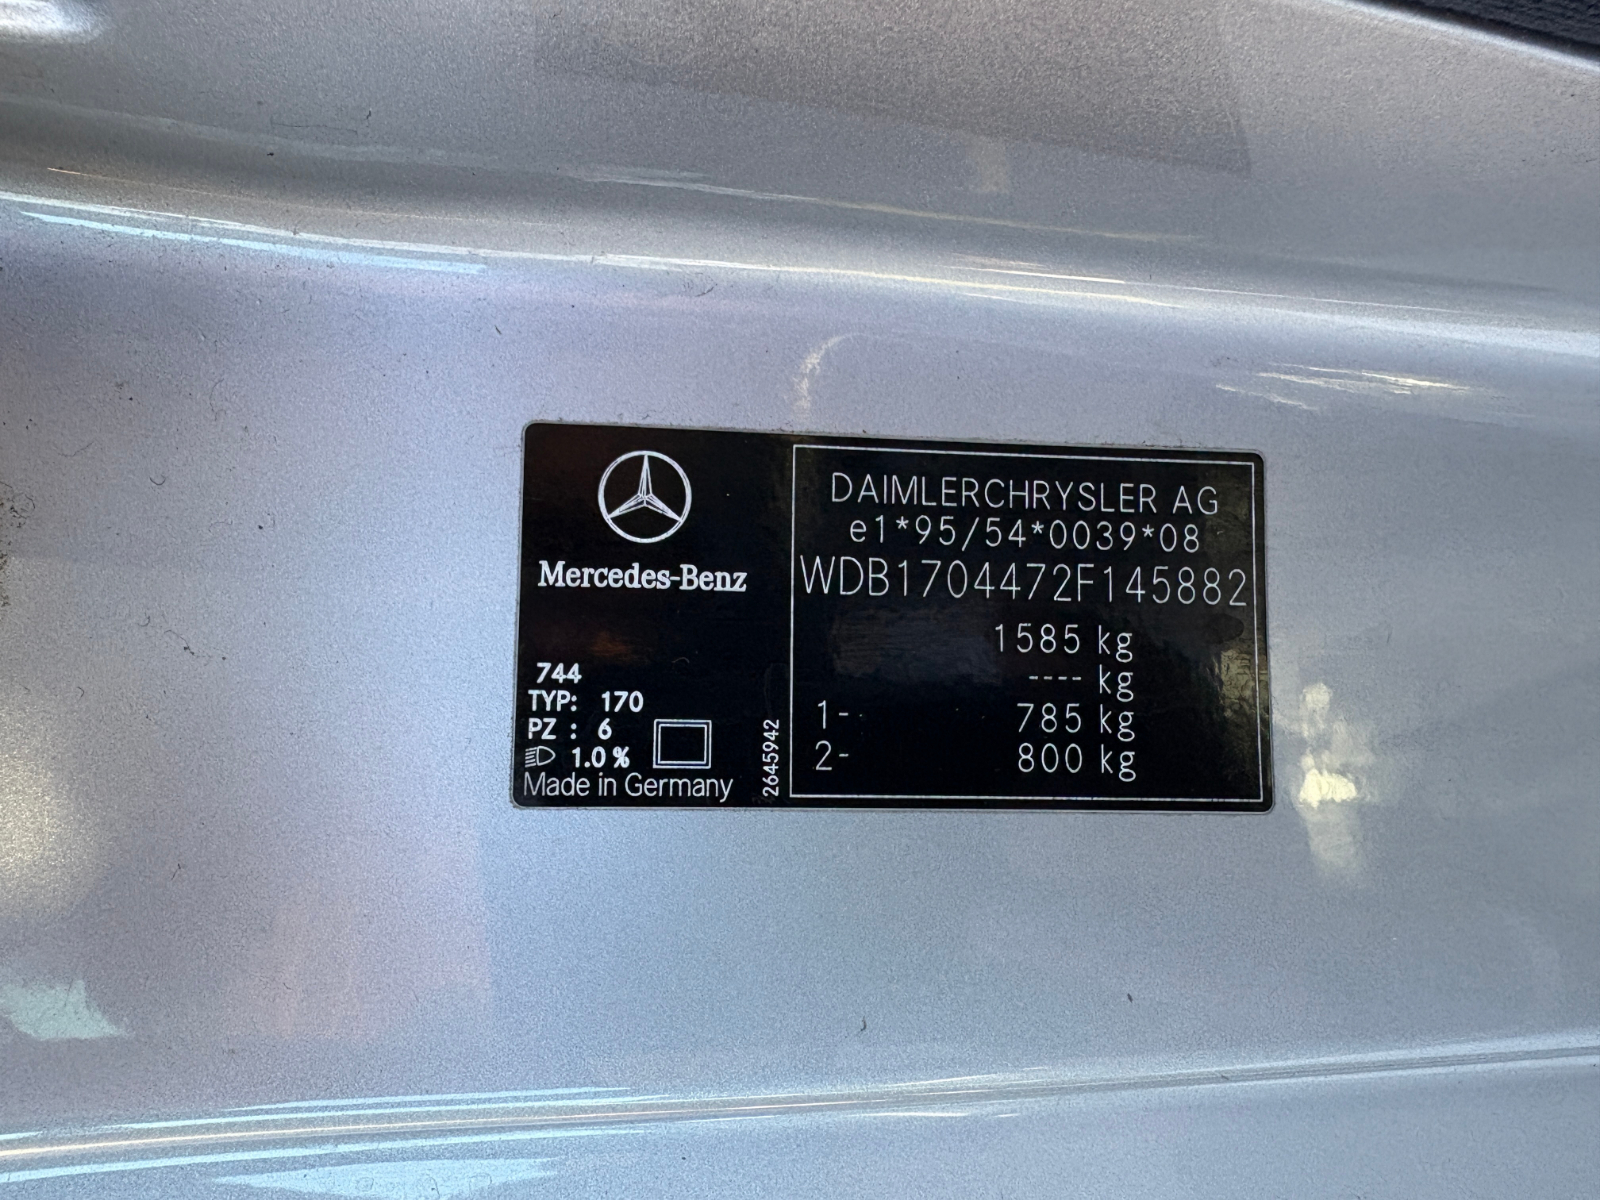 Mercedes-Benz
744
TYP: 170
PZ : 6
1.0 %
Made in Germany
2645942
DAIMLERCHRYSLER AG
e1*95/54*0039*08
WDB1704472F145882
1585 kg
---- kg
1- 785 kg
2- 800 kg